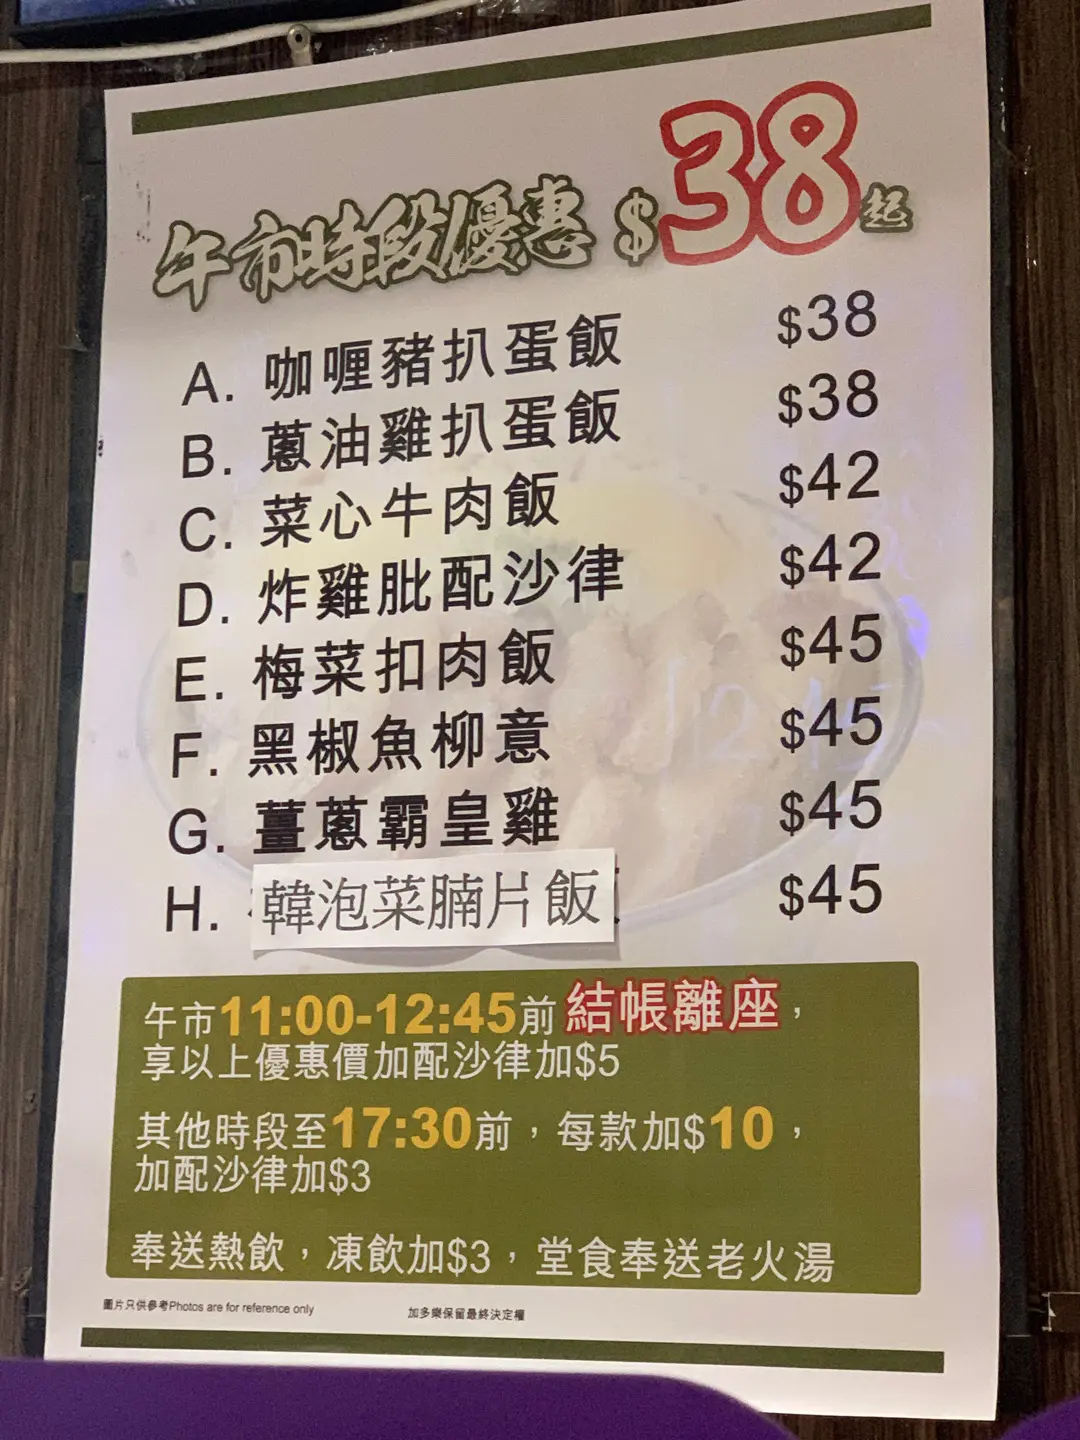 午市時段優惠 $38起
A. 咖喱豬扒蛋飯 $38
B. 蔥油雞扒蛋飯 $38
C. 菜心牛肉飯 $42
D. 炸雞肶配沙律 $42
E. 梅菜扣肉飯 $45
F. 黑椒魚柳意 $45
G. 薑蔥霸皇雞 $45
H. 韓泡菜腩片飯 $45
午市11:00-12:45前結帳離座，
享以上優惠價加配沙律加$5
其他時段至17:30前，每款加$10，
加配沙律加$3
奉送熱飲，凍飲加$3，堂食奉送老火湯
圖片只供參考Photos are for reference only 加多樂保留最終決定權